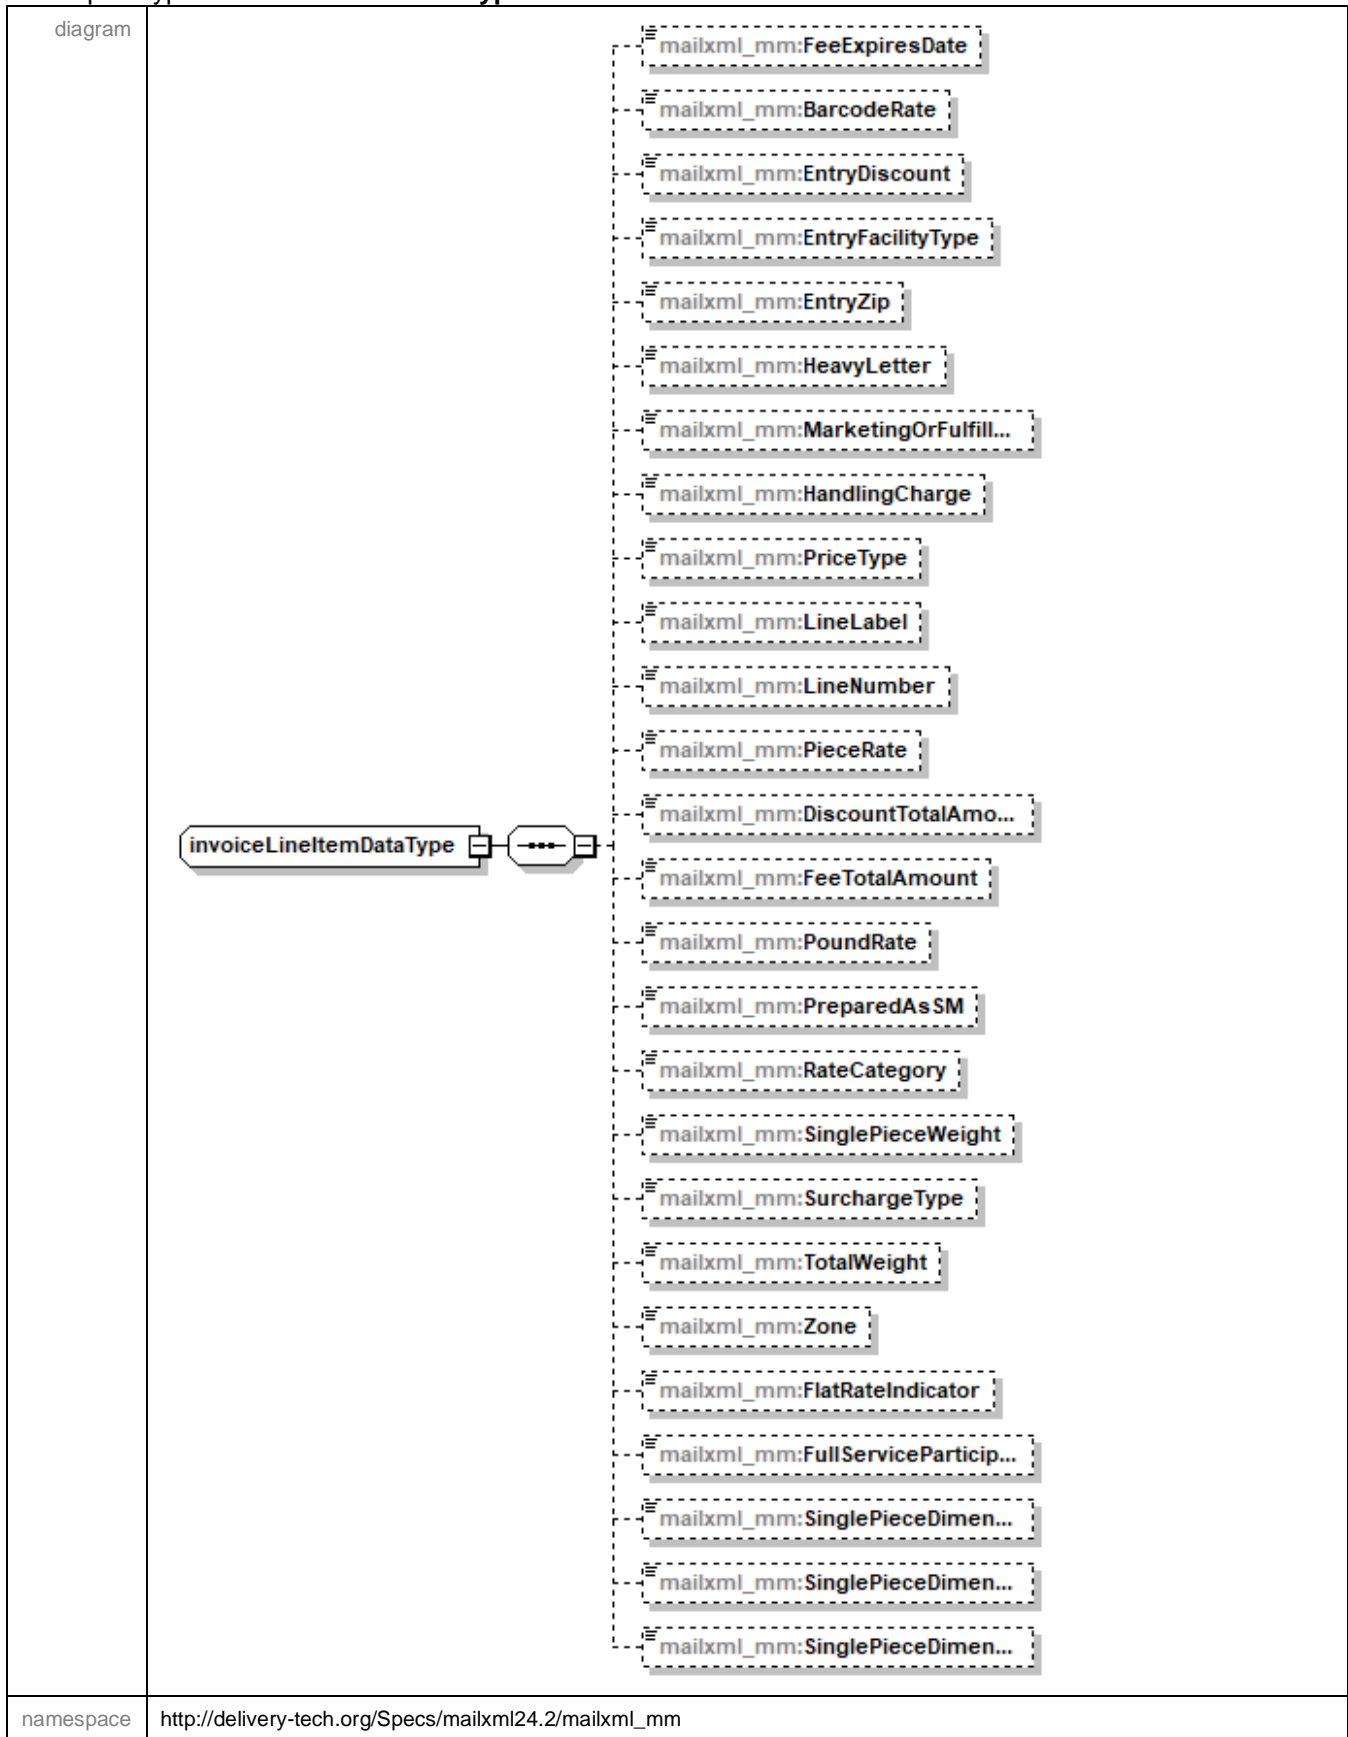 diagram
mailxml_mm:FeeExpiresDate
mailxml_mm:BarcodeRate
mailxml_mm:EntryDiscount
mailxml_mm:EntryFacilityType
mailxml_mm:EntryZip
mailxml_mm:HeavyLetter
mailxml_mm:MarketingOrFulfill...
mailxml_mm:HandlingCharge
mailxml_mm:PriceType
mailxml_mm:LineLabel
mailxml_mm:LineNumber
mailxml_mm:PieceRate
mailxml_mm:DiscountTotalAmo...
invoiceLineItemDataType
mailxml_mm:FeeTotalAmount
mailxml_mm:PoundRate
mailxml_mm:PreparedAsSM
mailxml_mm:RateCategory
mailxml_mm:SinglePieceWeight
mailxml_mm:SurchargeType
mailxml_mm:TotalWeight
mailxml_mm:Zone
mailxml_mm:FlatRateIndicator
mailxml_mm:FullServiceParticip...
mailxml_mm:SinglePieceDimen...
mailxml_mm:SinglePieceDimen...
mailxml_mm:SinglePieceDimen...
namespace http://delivery-tech.org/Specs/mailxml24.2/mailxml_mm